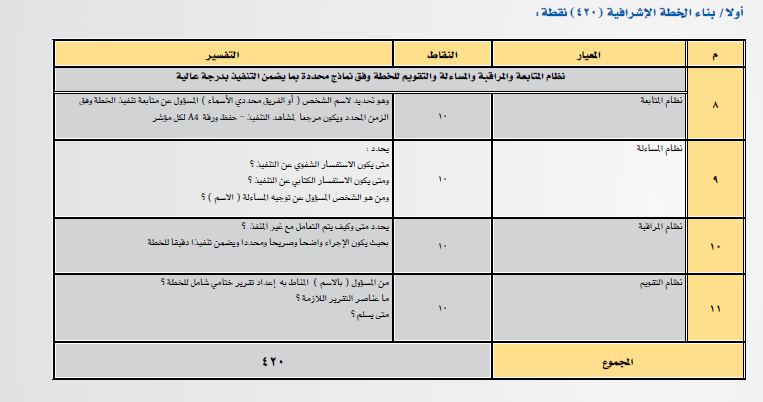 أولا/ بناء الخطة الإشرافية (٤٢٠) نقطة :
م المعيار النقاط التفسير
نظام المتابعة والمراقبة والمساءلة والتقويم للخطة وفق نماذج محددة بما يضمن التنفيذ بدرجة عالية
٨ نظام المتابعة ١٠ وهو تحديد لاسم الشخص ( أو الفريق محددي الأسماء ) المسؤول عن متابعة تنفيذ الخطة وفق
الزمن المحدد ويكون مرجعا لمشاهد التنفيذ – حفظ ورقة A4 لكل مؤشر
٩ نظام المساءلة ١٠ يحدد :
متى يكون الاستفسار الشفوي عن التنفيذ ؟
ومتى يكون الاستفسار الكتابي عن التنفيذ ؟
ومن هو الشخص المسؤول عن توجيه المساءلة ( الاسم ) ؟
١٠ نظام المراقبة ١٠ يحدد متى وكيف يتم التعامل مع غير المنفذ ؟
بحيث يكون الإجراء واضحا وصريحا ومحددا ويضمن تنفيذا دقيقا للخطة
١١ نظام التقويم ١٠ من المسؤول ( بالاسم ) المناط به إعداد تقرير ختامي شامل للخطة ؟
ما عناصر التقرير اللازمة ؟
متى يسلم ؟
المجموع ٤٢٠